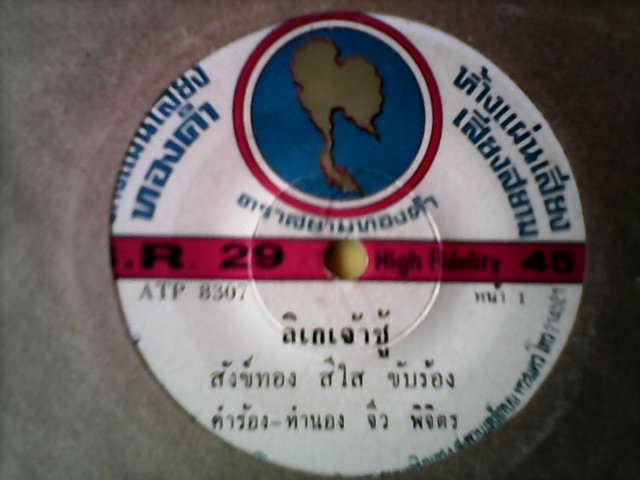 ทองคำ
ห้างแผ่นเสียง
เสียงสยาม
ตราสยามทองคำ
.R. 29
High Fidelity 45
ATP 8307
หน้า 1
ลิเกเจ้าชู้
สังข์ทอง สีใส ขับร้อง
คำร้อง-ทำนอง จิ๋ว พิจิตร